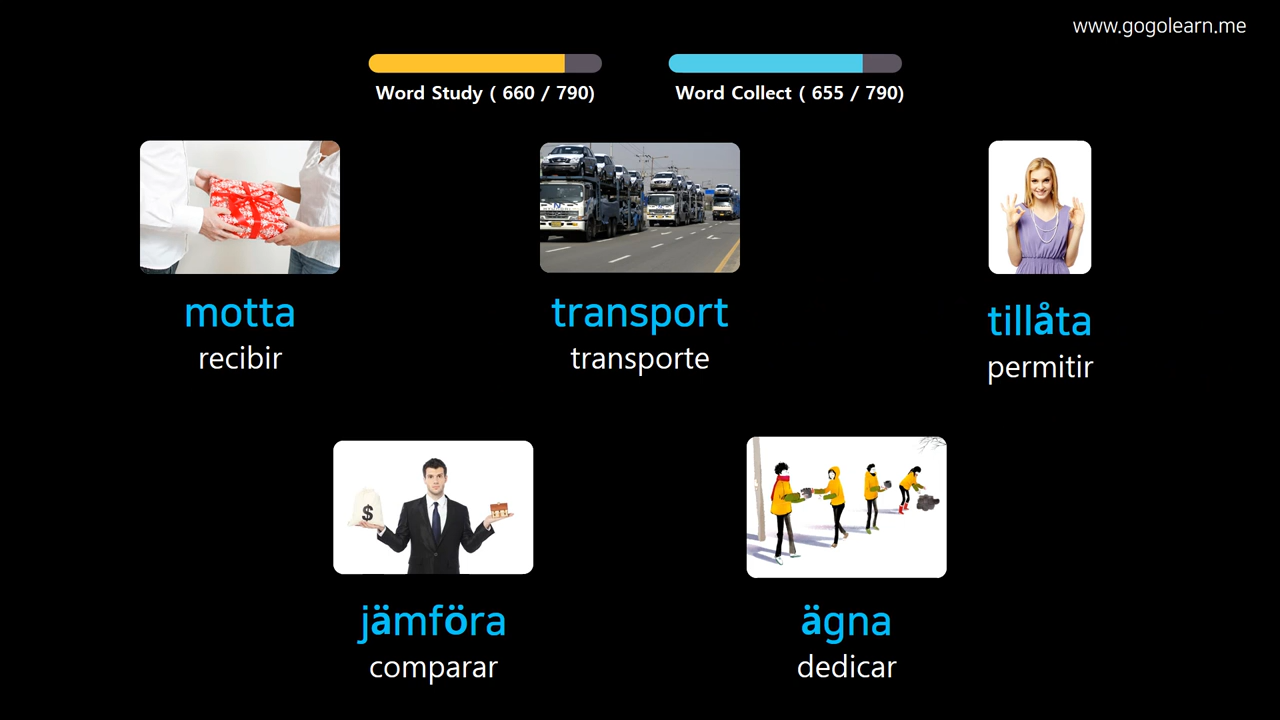 www.gogolearn.me
Word Study ( 660 / 790)
Word Collect ( 655 / 790)
motta
recibir
transport
transporte
tillåta
permitir
$
jämföra
comparar
ägna
dedicar